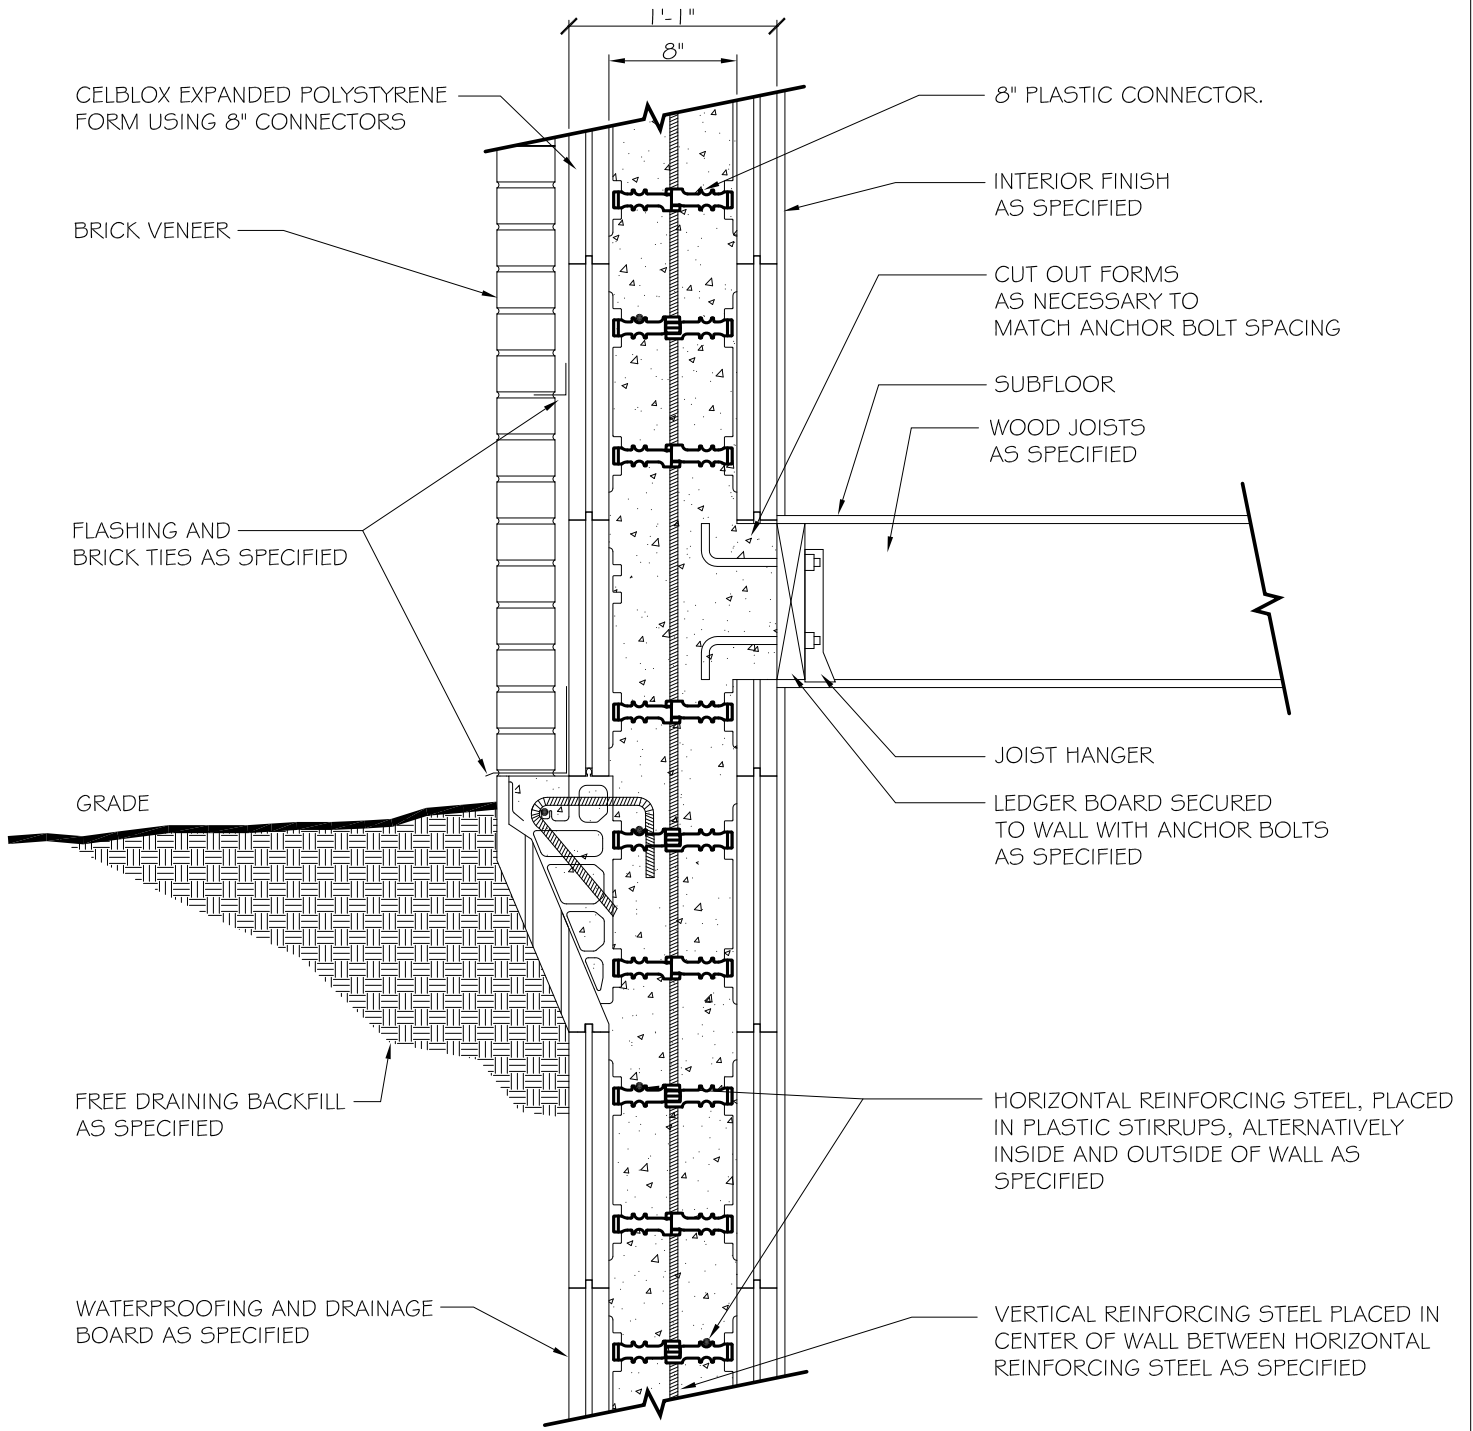 1'-1"
8"
CELBLOX EXPANDED POLYSTYRENE
FORM USING 8" CONNECTORS
8" PLASTIC CONNECTOR.
INTERIOR FINISH
AS SPECIFIED
BRICK VENEER
CUT OUT FORMS
AS NECESSARY TO
MATCH ANCHOR BOLT SPACING
SUBFLOOR
WOOD JOISTS
AS SPECIFIED
FLASHING AND
BRICK TIES AS SPECIFIED
JOIST HANGER
GRADE
LEDGER BOARD SECURED
TO WALL WITH ANCHOR BOLTS
AS SPECIFIED
FREE DRAINING BACKFILL
AS SPECIFIED
HORIZONTAL REINFORCING STEEL, PLACED
IN PLASTIC STIRRUPS, ALTERNATIVELY
INSIDE AND OUTSIDE OF WALL AS
SPECIFIED
WATERPROOFING AND DRAINAGE
BOARD AS SPECIFIED
VERTICAL REINFORCING STEEL PLACED IN
CENTER OF WALL BETWEEN HORIZONTAL
REINFORCING STEEL AS SPECIFIED